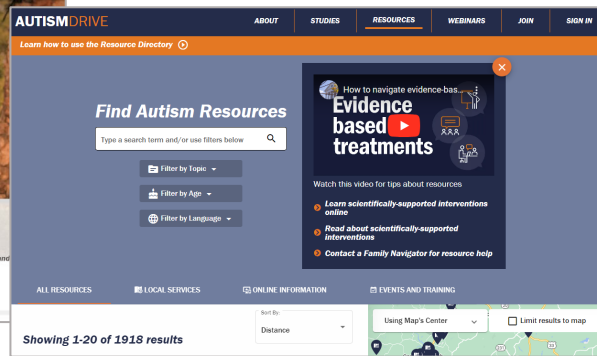 AUTISMDRIVE
ABOUT
STUDIES
RESOURCES
WEBINARS
JOIN
SIGN IN
Learn how to use the Resource Directory
Find Autism Resources
Type a search term and/or use filters below
Filter by Topic
Filter by Age
Filter by Language
How to navigate evidence-bas...
Evidence
based
treatments
Watch this video for tips about resources
Learn scientifically-supported interventions
online
Read about scientifically-supported
interventions
Contact a Family Navigator for resource help
ALL RESOURCES
LOCAL SERVICES
ONLINE INFORMATION
EVENTS AND TRAINING
Showing 1-20 of 1918 results
Sort By:
Distance
Using Map's Center
Limit results to map
and